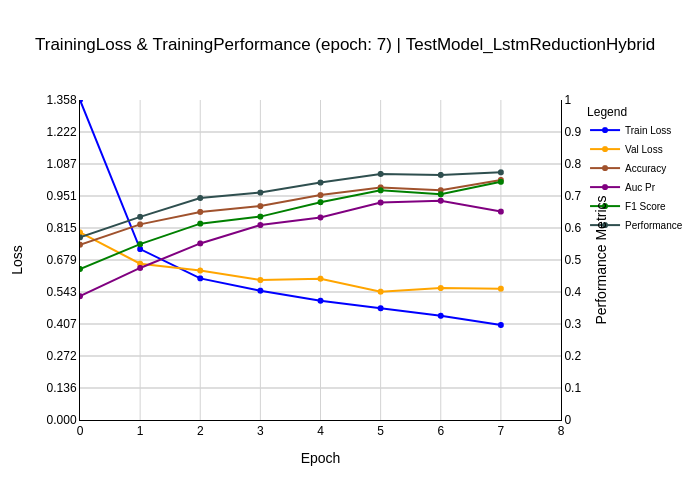 TrainingLoss & TrainingPerformance (epoch: 7) | TestModel_LstmReductionHybrid
1.358
1.222
1.087
0.951
0.815
0.679
0.543
0.407
0.272
0.136
0.000
Loss
0 1 2 3 4 5 6 7 8
Epoch
1
0.9
0.8
0.7
0.6
0.5
0.4
0.3
0.2
0.1
0
Performance Metrics
Legend
Train Loss
Val Loss
Accuracy
Auc Pr
F1 Score
Performance